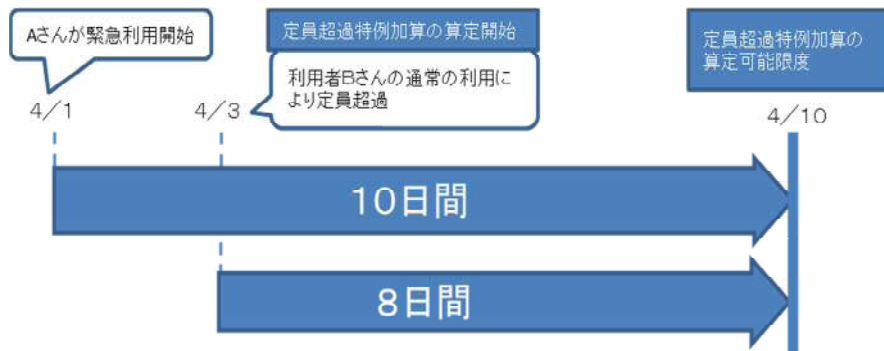 Aさんが緊急利用開始
定員超過特例加算の算定開始
利用者Bさんの通常の利用に
より定員超過
定員超過特例加算の
算定可能限度
4／1
4／3
4／10
10日間
8日間